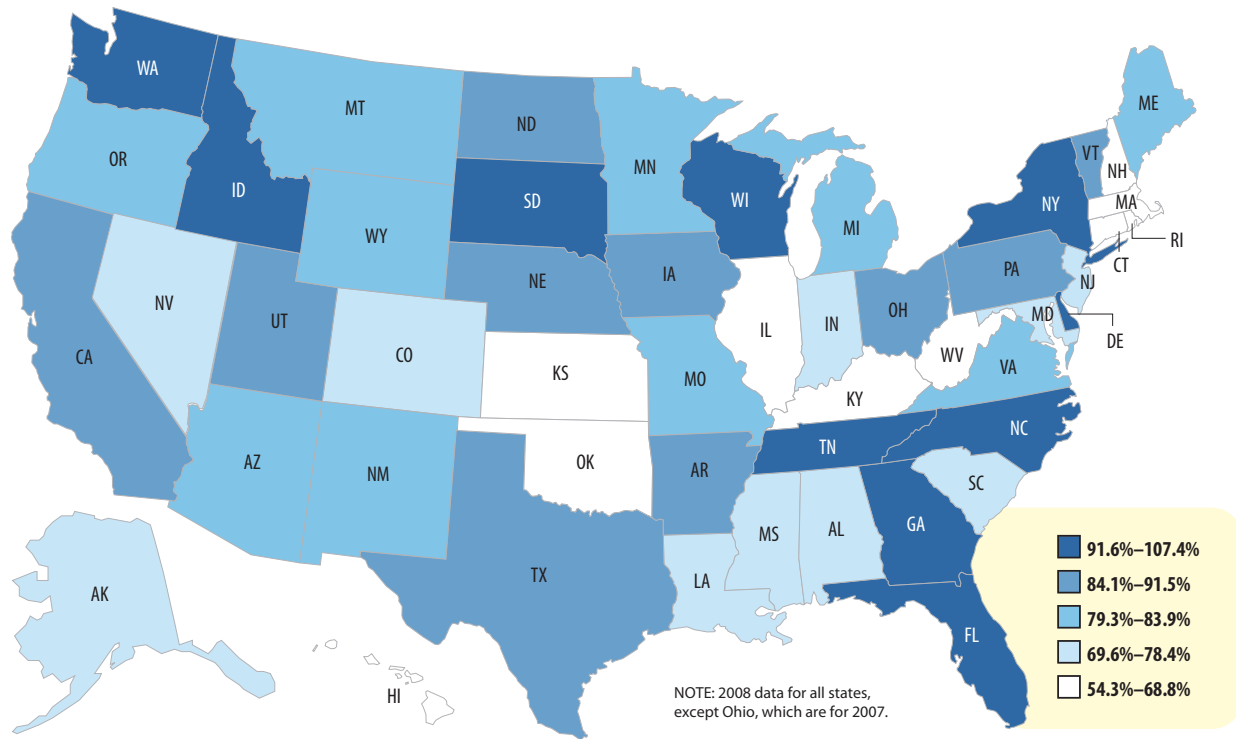 WA
MT
ND
ME
OR
MN
VT
NH
ID
SD
WI
NY
MA
WY
MI
RI
CT
IA
PA
NE
NJ
NV
UT
OH
MD
CO
IL
IN
DE
CA
WV
KS
VA
MO
KY
NC
TN
AZ
OK
AR
NM
SC
GA
MS
AL
TX
LA
AK
FL
HI
91.6%–107.4%
84.1%–91.5%
79.3%–83.9%
69.6%–78.4%
54.3%–68.8%
NOTE: 2008 data for all states,
except Ohio, which are for 2007.